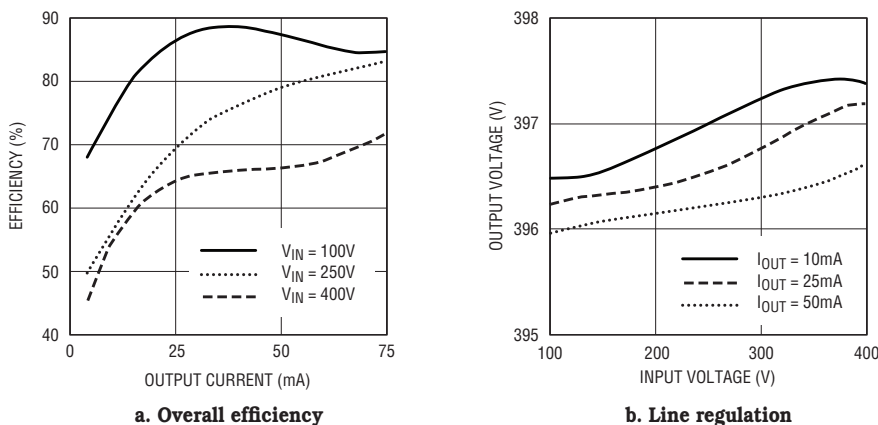 90
80
70
60
50
40
EFFICIENCY (%)
V_IN = 100V
V_IN = 250V
V_IN = 400V
0 25 50 75
OUTPUT CURRENT (mA)
a. Overall efficiency
398
397
396
395
OUTPUT VOLTAGE (V)
I_OUT = 10mA
I_OUT = 25mA
I_OUT = 50mA
100 200 300 400
INPUT VOLTAGE (V)
b. Line regulation